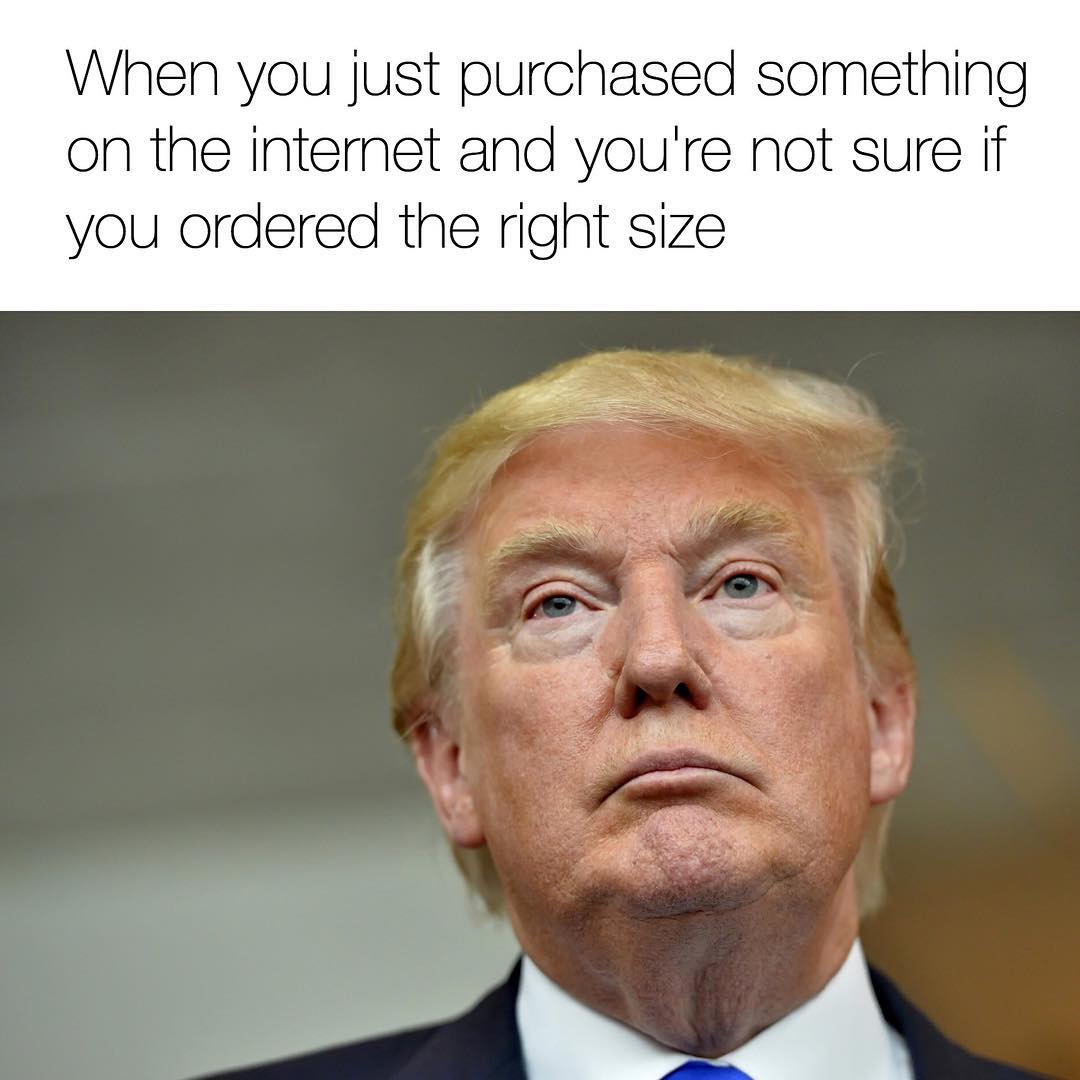 When you just purchased something
on the internet and you're not sure if
you ordered the right size